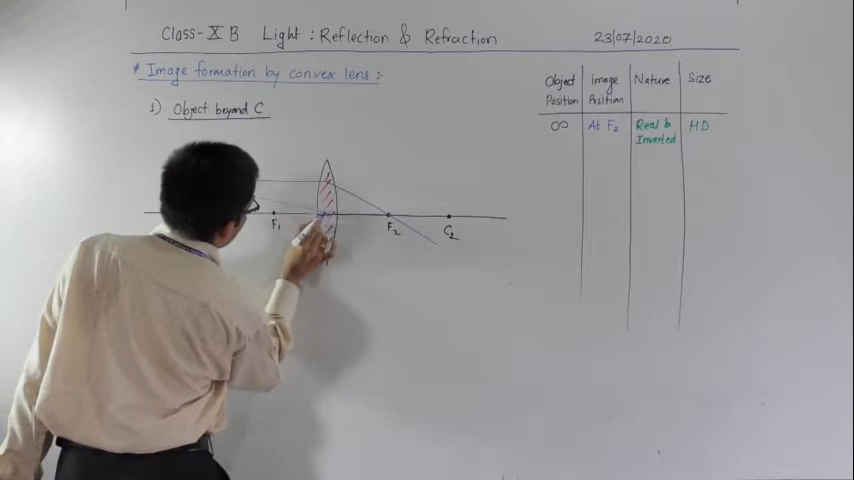 Class-X B Light : Reflection & Refraction 23/07/2020
* Image formation by convex lens :-
1) Object beyond C
Object Position
image Position
Nature
Size
∞
At F2
Real & Inverted
HD
F1
F2
C2